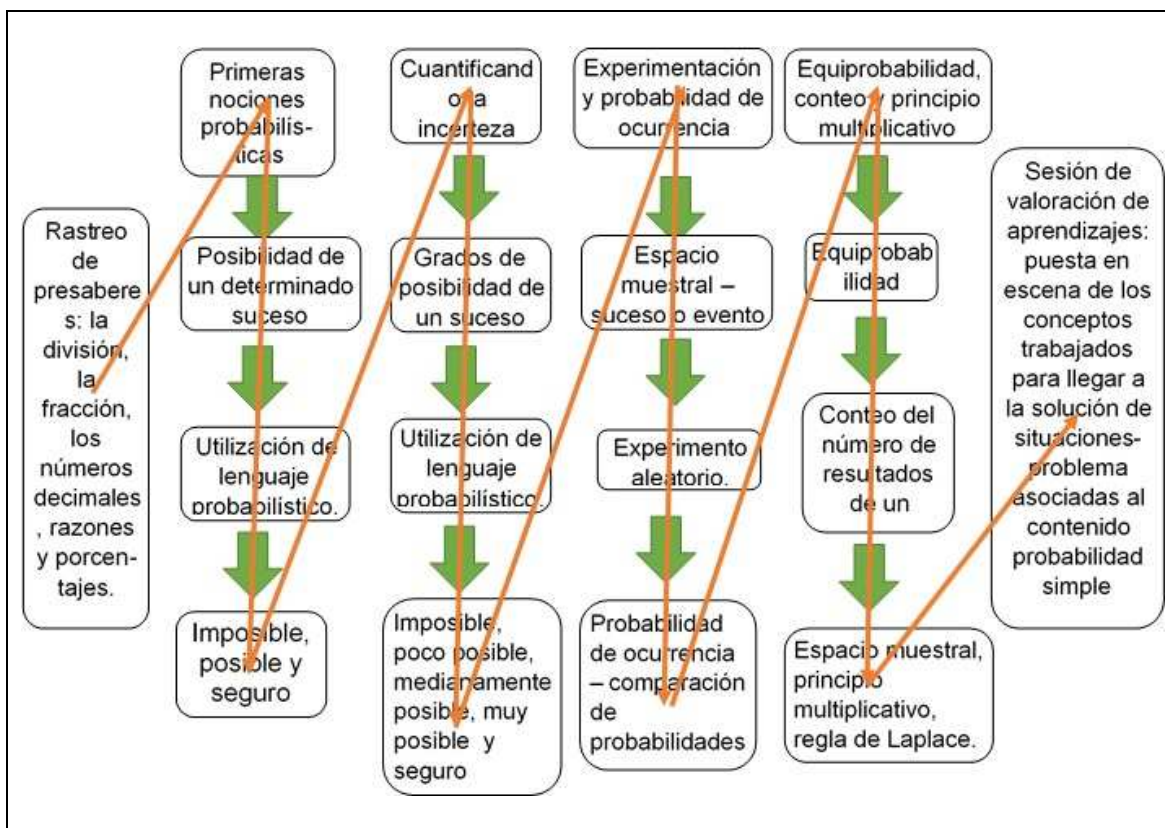 Rastreo
de
presabere
s: la
división,
la
fracción,
los
números
decimales
, razones
y porcen-
tajes.
Primeras
nociones
probabilís-
ticas
Posibilidad de
un determinado
suceso
Utilización de
lenguaje
probabilístico.
Imposible,
posible y
seguro
Cuantificand
o la
incerteza
Grados de
posibilidad de
un suceso
Utilización de
lenguaje
probabilístico.
Imposible,
poco posible,
medianamente
posible, muy
posible y
seguro
Experimentación
y probabilidad de
ocurrencia
Espacio
muestral –
suceso o evento
Experimento
aleatorio.
Probabilidad
de ocurrencia
– comparación
de
probabilidades
Equiprobabilidad,
conteo y principio
multiplicativo
Equiprobab
ilidad
Conteo del
número de
resultados
de un
Espacio muestral,
principio
multiplicativo,
regla de Laplace.
Sesión de
valoración de
aprendizajes:
puesta en
escena de los
conceptos
trabajados
para llegar a
la solución de
situaciones-
problema
asociadas al
contenido
probabilidad
simple